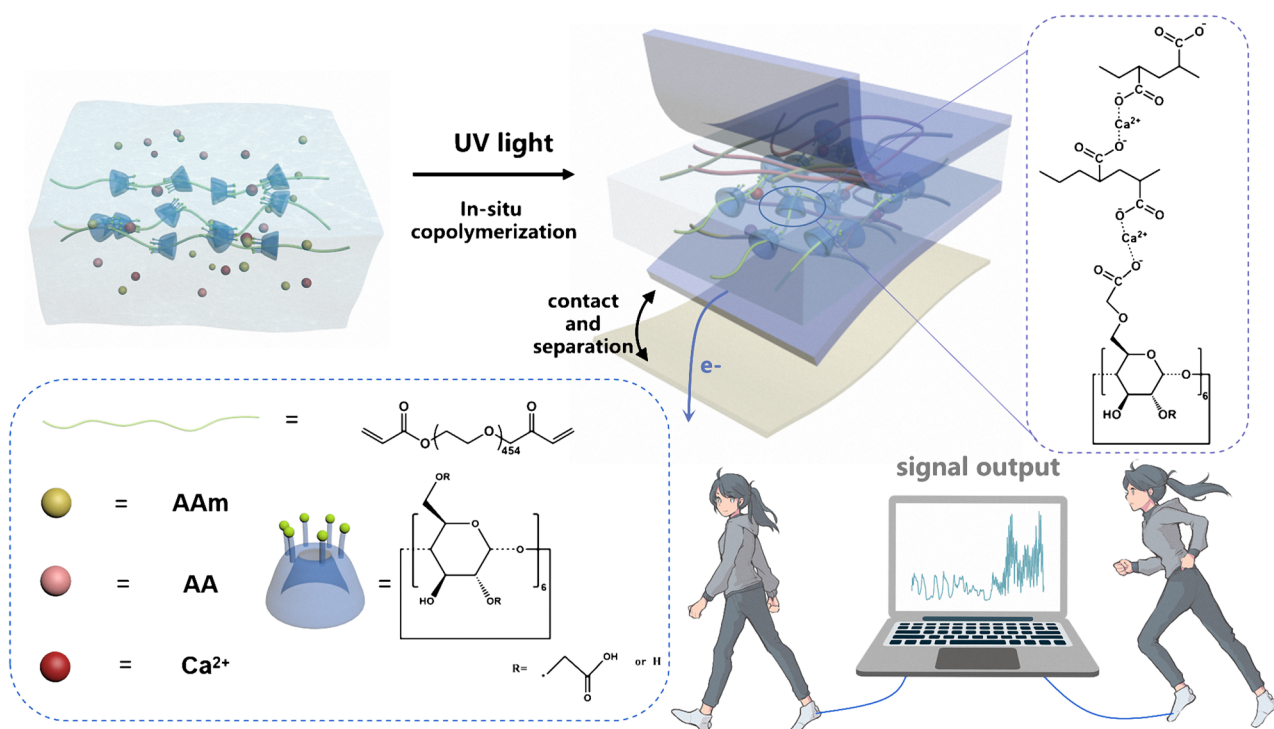 UV light
In-situ
copolymerization
contact
and
separation
e-
O
C
O⁻
O⁻
C
O
Ca²⁺
O
C
O⁻
O⁻
C
O
Ca²⁺
O
C
O⁻
O
O
O
6
HO
OR
=
O
O
O
454
O
= AAm
= AA
= Ca²⁺
=
OR
O
O
6
HO
OR
R=
OH
O
or H
signal output